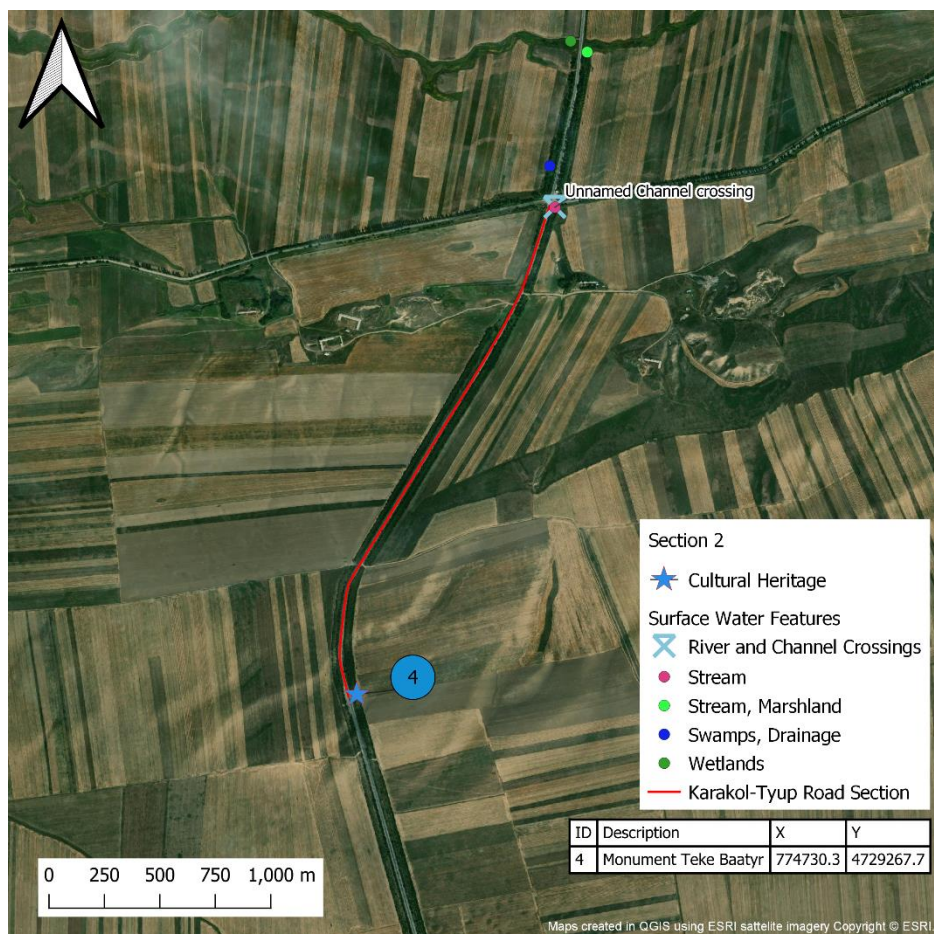 Unnamed Channel crossing
4
Section 2
Cultural Heritage
Surface Water Features
River and Channel Crossings
Stream
Stream, Marshland
Swamps, Drainage
Wetlands
Karakol-Tyup Road Section
ID Description X Y
4 Monument Teke Baatyr 774730.3 4729267.7
0 250 500 750 1,000 m
Maps created in QGIS using ESRI sattelite imagery Copyright © ESRI.